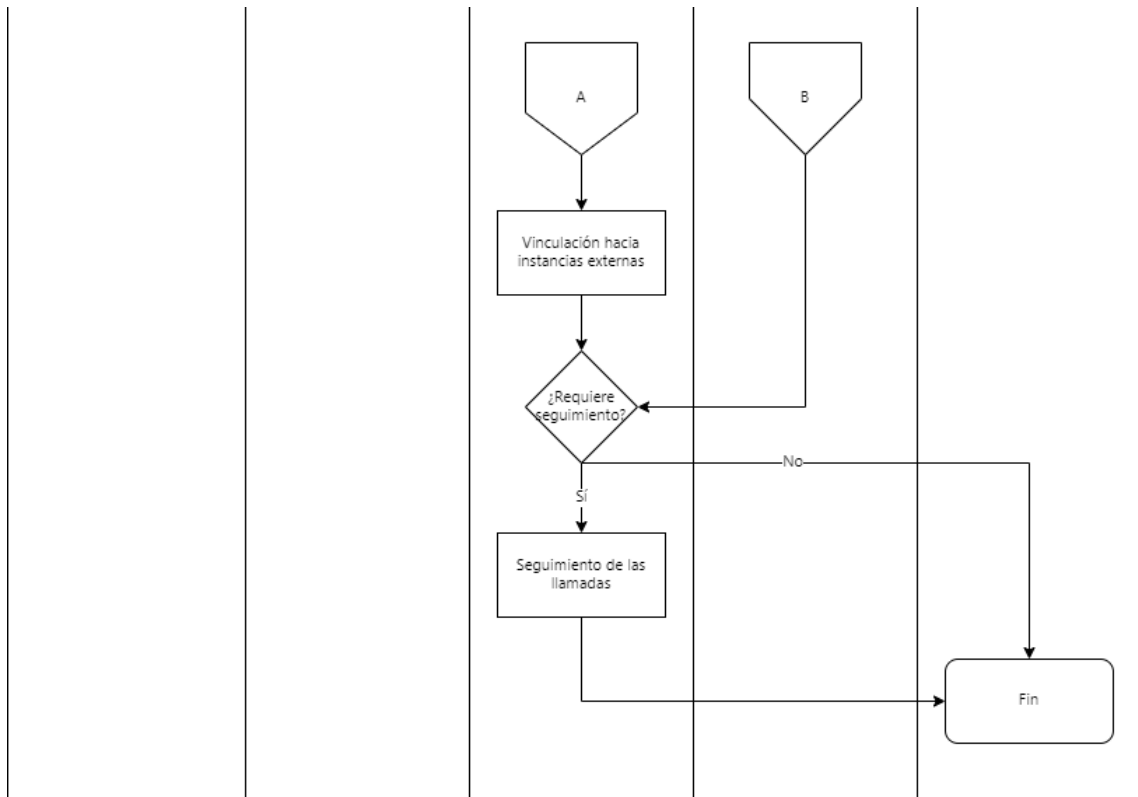 A
B
Vinculación hacia
instancias externas
¿Requiere
seguimiento?
No
Sí
Seguimiento de las
llamadas
Fin